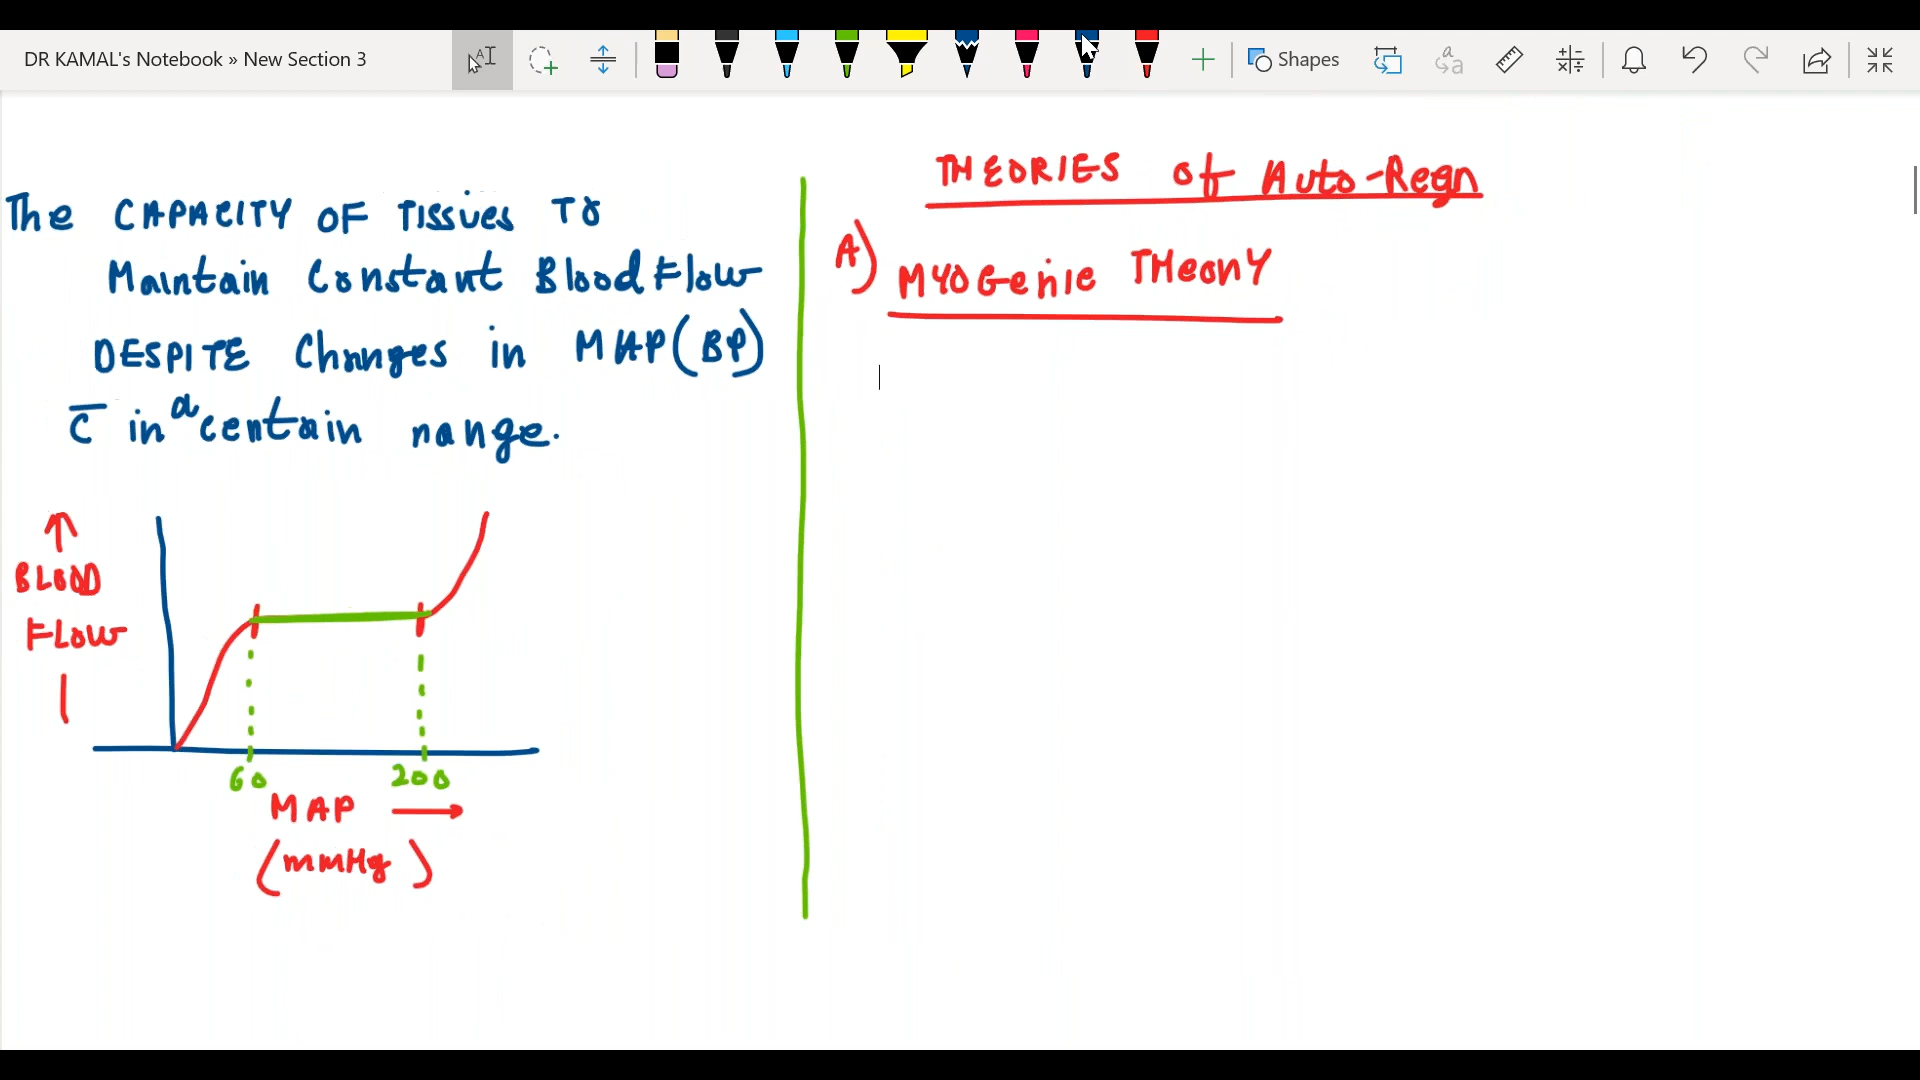 DR KAMAL's Notebook » New Section 3
Shapes
The CAPACITY OF TISSUES TO
Maintain Constant Blood Flow
DESPITE Changes in MAP (BP)
c̅ in a certain range.
↑
BLOOD
FLOW
60
200
MAP →
(mmHg)
THEORIES of Auto-Regn
A) MYOGenic THeory